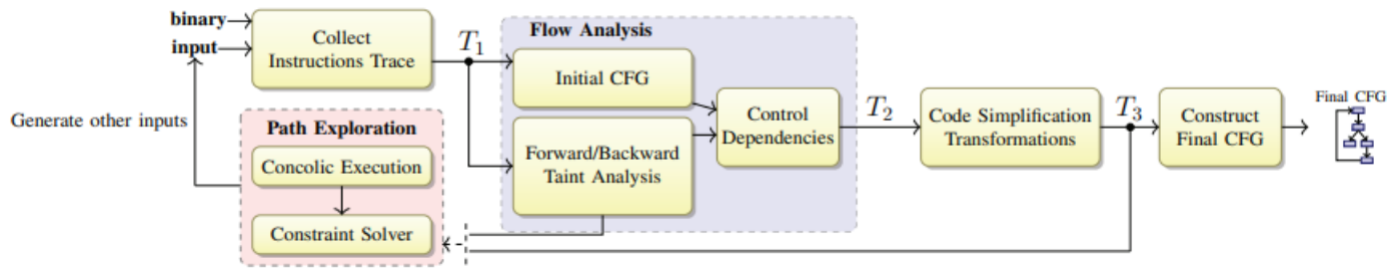 binary
input
Collect
Instructions Trace
T1
Flow Analysis
Initial CFG
Forward/Backward
Taint Analysis
Control
Dependencies
T2
Code Simplification
Transformations
T3
Construct
Final CFG
Final CFG
Generate other inputs
Path Exploration
Concolic Execution
Constraint Solver